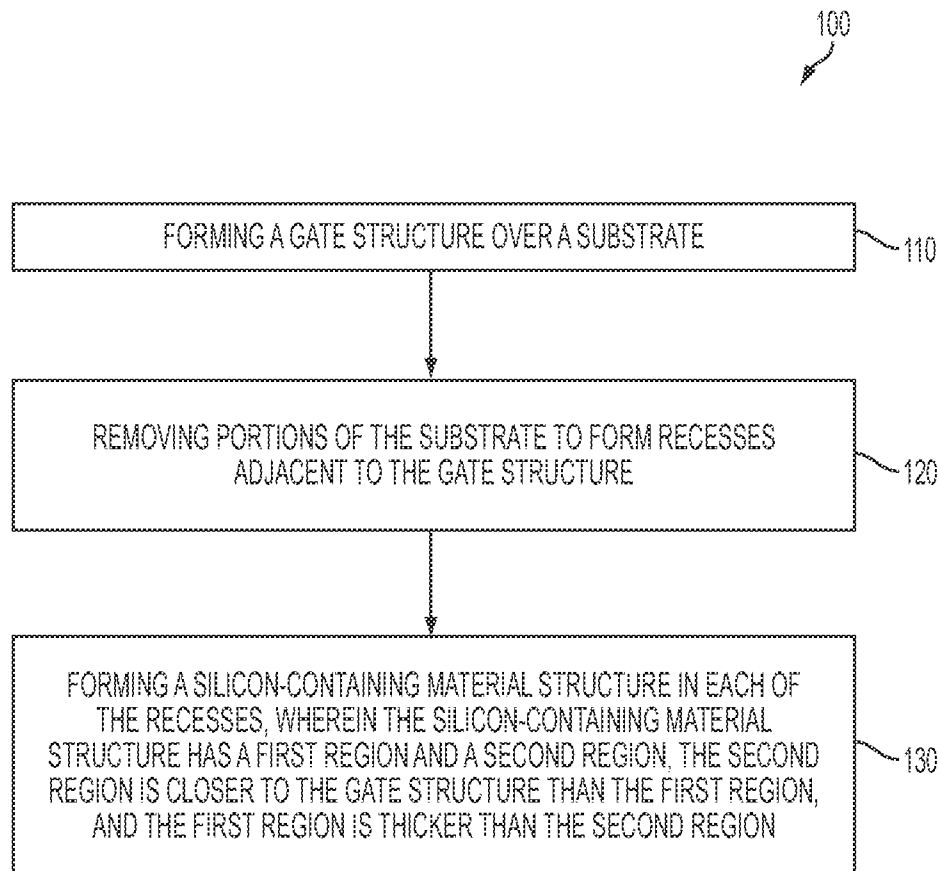 100
FORMING A GATE STRUCTURE OVER A SUBSTRATE
110
REMOVING PORTIONS OF THE SUBSTRATE TO FORM RECESSES
ADJACENT TO THE GATE STRUCTURE
120
FORMING A SILICON-CONTAINING MATERIAL STRUCTURE IN EACH OF
THE RECESSES, WHEREIN THE SILICON-CONTAINING MATERIAL
STRUCTURE HAS A FIRST REGION AND A SECOND REGION, THE SECOND
REGION IS CLOSER TO THE GATE STRUCTURE THAN THE FIRST REGION,
AND THE FIRST REGION IS THICKER THAN THE SECOND REGION
130